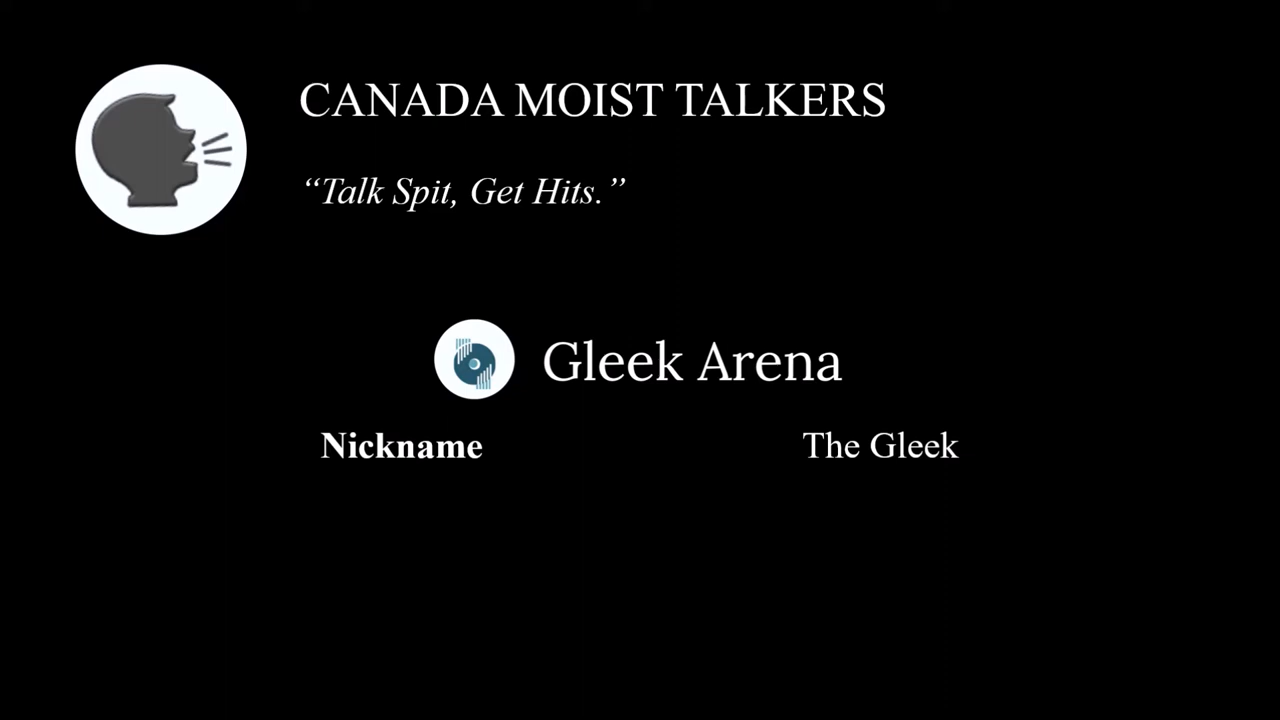 CANADA MOIST TALKERS
“Talk Spit, Get Hits.”
Gleek Arena
Nickname The Gleek